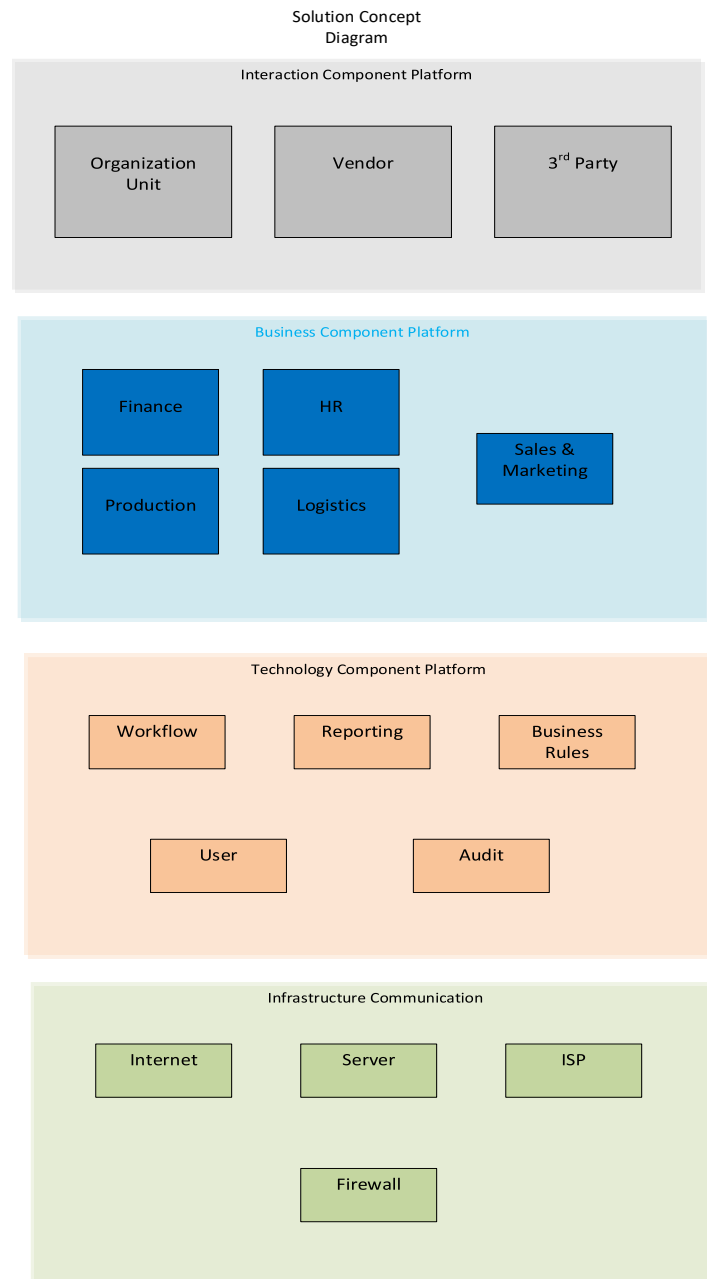 Solution Concept
Diagram
Interaction Component Platform
Organization
Unit
Vendor
3rd Party
Business Component Platform
Finance
HR
Sales &
Marketing
Production
Logistics
Technology Component Platform
Workflow
Reporting
Business
Rules
User
Audit
Infrastructure Communication
Internet
Server
ISP
Firewall